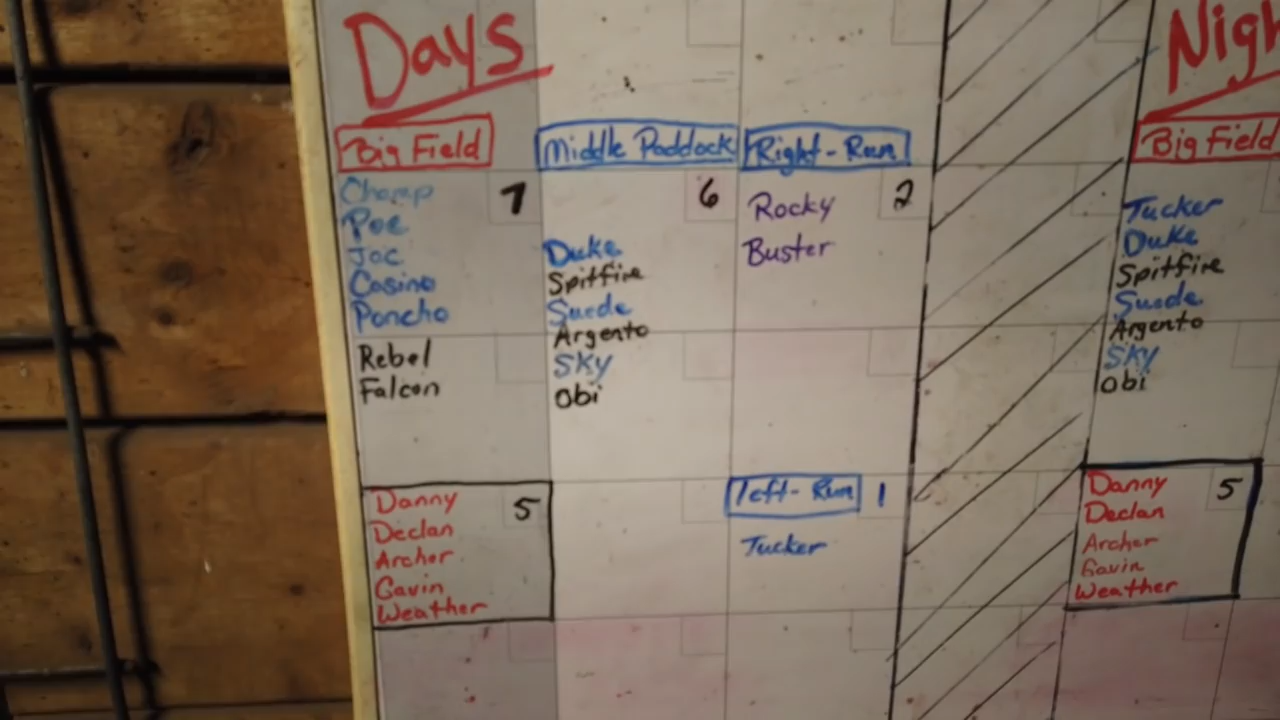 Days
Big Field
7
Champ
Poe
Joc
Cosino
Poncho
Rebel
Falcon
5
Danny
Declan
Archer
Gavin
Weather
Middle Paddock
6
Duke
Spitfire
Suede
Argento
SKY
Obi
Right-Run
2
Rocky
Buster
Left-Run 1
Tucker
Nigh
Big Field
Tucker
Duke
Spitfire
Suede
Argento
SKY
Obi
5
Danny
Declan
Archer
Gavin
Weather